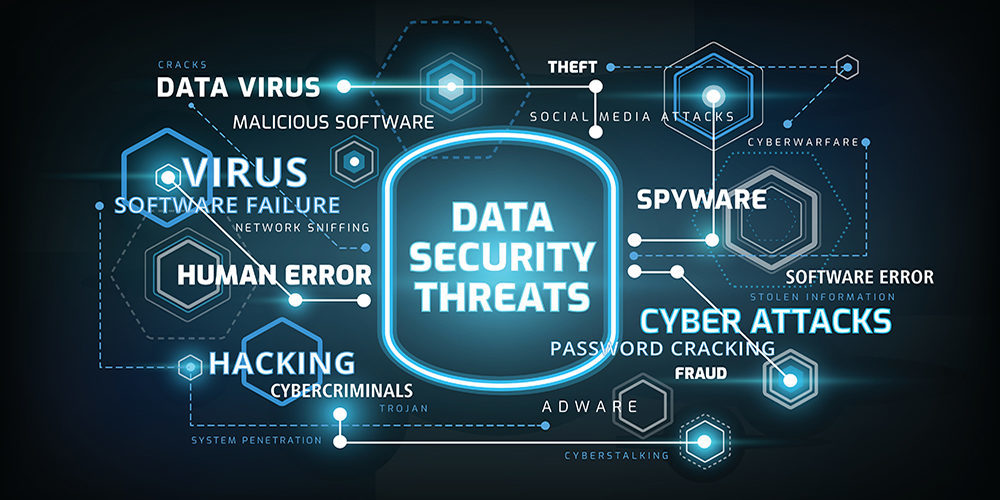 CRACKS
DATA VIRUS
MALICIOUS SOFTWARE
THEFT
SOCIAL MEDIA ATTACKS
CYBERWARFARE
VIRUS
SOFTWARE FAILURE
NETWORK SNIFFING
HUMAN ERROR
DATA
SECURITY
THREATS
SPYWARE
SOFTWARE ERROR
STOLEN INFORMATION
CYBER ATTACKS
PASSWORD CRACKING
FRAUD
HACKING
CYBERCRIMINALS
TROJAN
ADWARE
SYSTEM PENETRATION
CYBERSTALKING